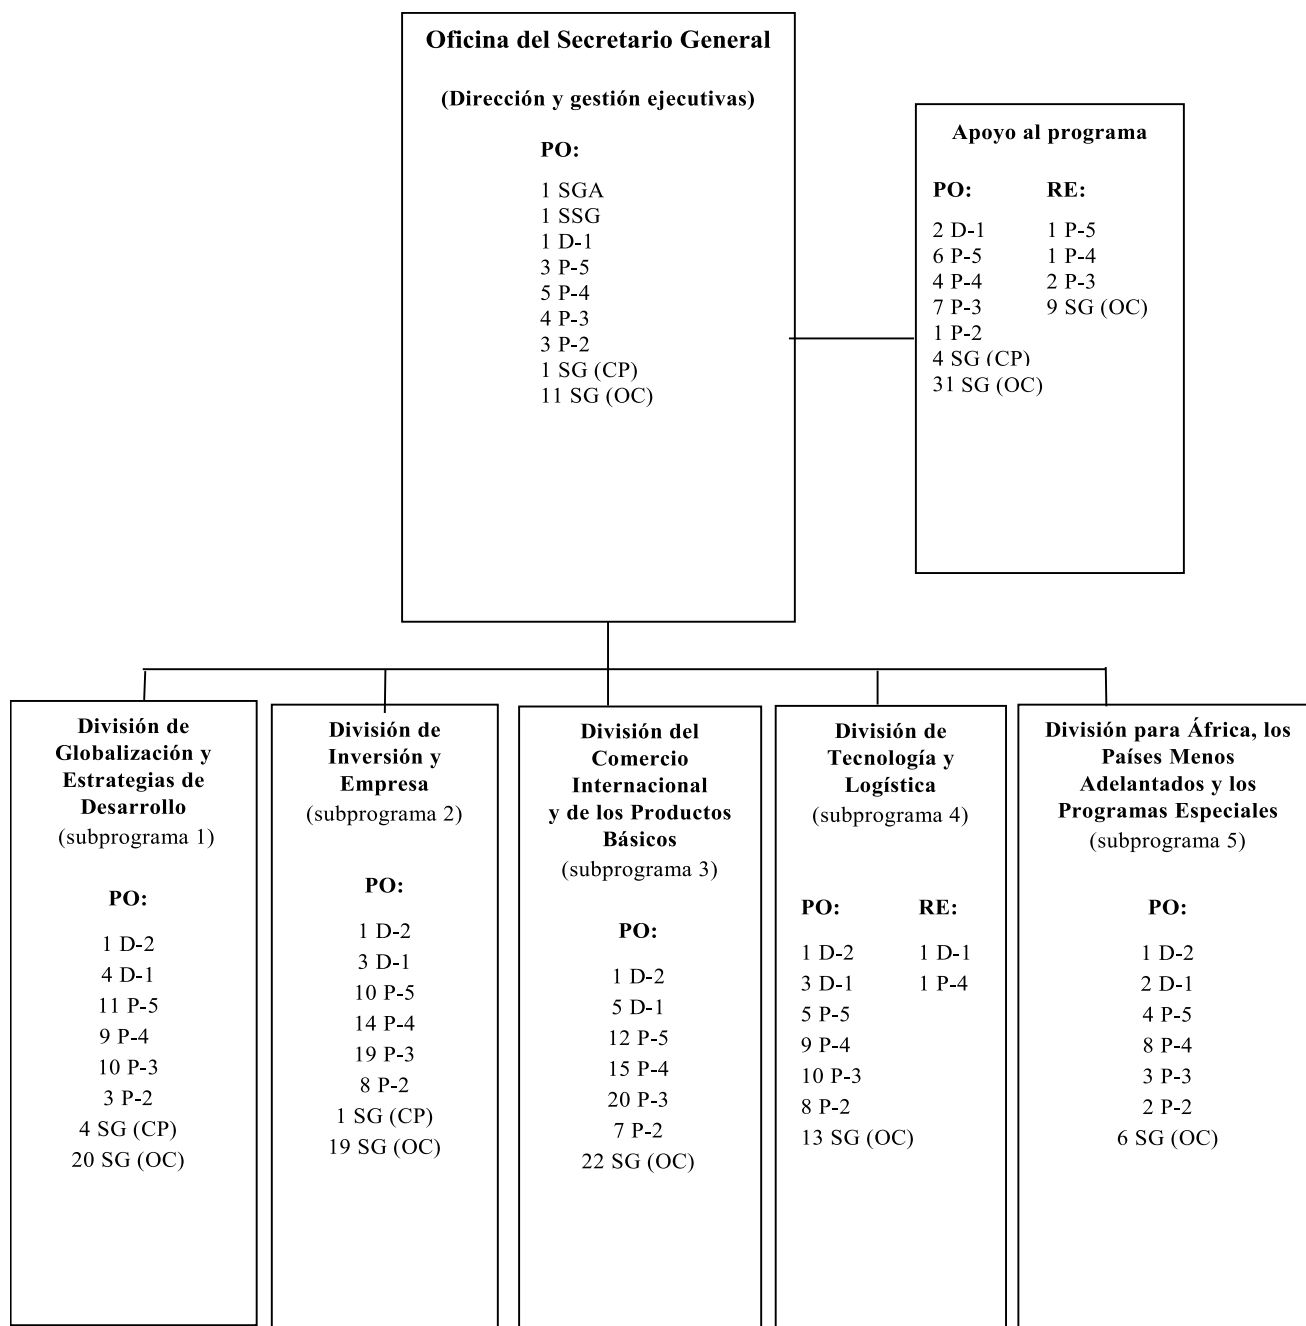 Oficina del Secretario General
(Dirección y gestión ejecutivas)
PO:
1 SGA
1 SSG
1 D-1
3 P-5
5 P-4
4 P-3
3 P-2
1 SG (CP)
11 SG (OC)
Apoyo al programa
PO:
2 D-1
6 P-5
4 P-4
7 P-3
1 P-2
4 SG (CP)
31 SG (OC)
RE:
1 P-5
1 P-4
2 P-3
9 SG (OC)
División de
Globalización y
Estrategias de
Desarrollo
(subprograma 1)
PO:
1 D-2
4 D-1
11 P-5
9 P-4
10 P-3
3 P-2
4 SG (CP)
20 SG (OC)
División de
Inversión y
Empresa
(subprograma 2)
PO:
1 D-2
3 D-1
10 P-5
14 P-4
19 P-3
8 P-2
1 SG (CP)
19 SG (OC)
División del
Comercio
Internacional
y de los Productos
Básicos
(subprograma 3)
PO:
1 D-2
5 D-1
12 P-5
15 P-4
20 P-3
7 P-2
22 SG (OC)
División de
Tecnología y
Logística
(subprograma 4)
PO:
1 D-2
3 D-1
5 P-5
9 P-4
10 P-3
8 P-2
13 SG (OC)
RE:
1 D-1
1 P-4
División para África, los
Países Menos
Adelantados y los
Programas Especiales
(subprograma 5)
PO:
1 D-2
2 D-1
4 P-5
8 P-4
3 P-3
2 P-2
6 SG (OC)